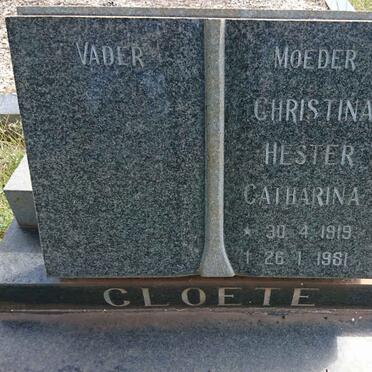 VADER
MOEDER
CHRISTINA
HESTER
CATHARINA
* 30·4·1919
† 26·1·1981
CLOETE